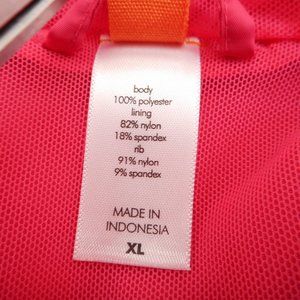 body
100% polyester
lining
82% nylon
18% spandex
rib
91% nylon
9% spandex
MADE IN
INDONESIA
XL